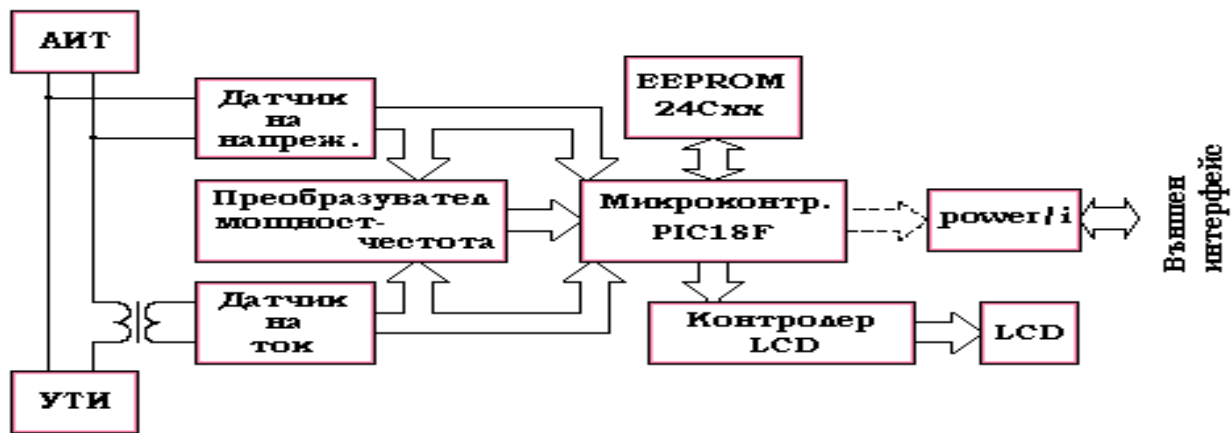 АИТ
Датчик
на
напреж.
EEPROM
24Cxx
Преобразувател
мощност-
честота
Микроконтр.
PIC18F
power/i
Външен
интерфейс
Датчик
на
ток
Контролер
LCD
LCD
УТИ